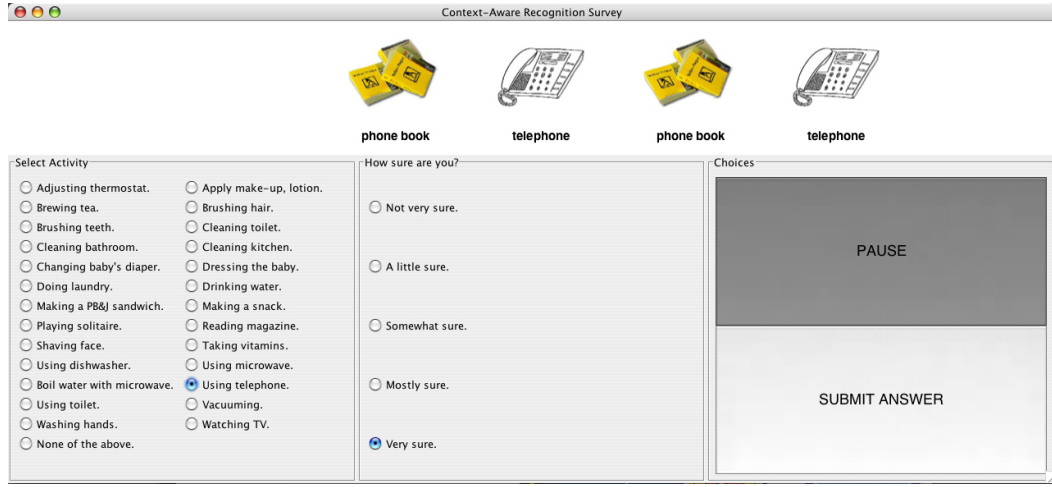 Context-Aware Recognition Survey
phone book
telephone
phone book
telephone
Select Activity
Adjusting thermostat.
Apply make-up, lotion.
Brewing tea.
Brushing hair.
Brushing teeth.
Cleaning toilet.
Cleaning bathroom.
Cleaning kitchen.
Changing baby's diaper.
Dressing the baby.
Doing laundry.
Drinking water.
Making a PB&J sandwich.
Making a snack.
Playing solitaire.
Reading magazine.
Shaving face.
Taking vitamins.
Using dishwasher.
Using microwave.
Boil water with microwave.
Using telephone.
Using toilet.
Vacuuming.
Washing hands.
Watching TV.
None of the above.
How sure are you?
Not very sure.
A little sure.
Somewhat sure.
Mostly sure.
Very sure.
Choices
PAUSE
SUBMIT ANSWER